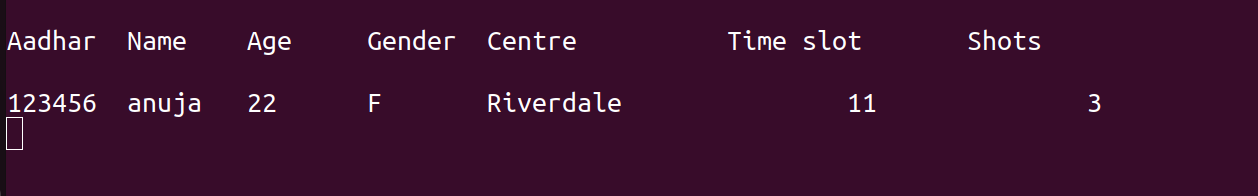 Aadhar Name Age Gender Centre Time slot Shots
123456 anuja 22 F Riverdale 11 3